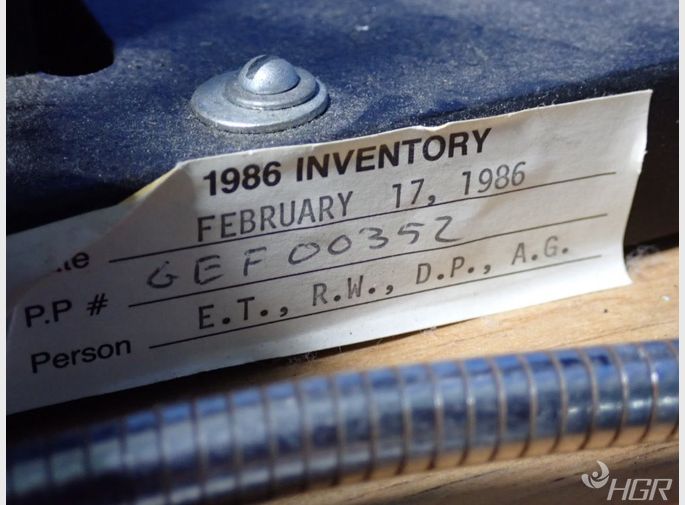 1986 INVENTORY
FEBRUARY 17, 1986
P.P # GEF00352
Person E.T., R.W., D.P., A.G.
HGR